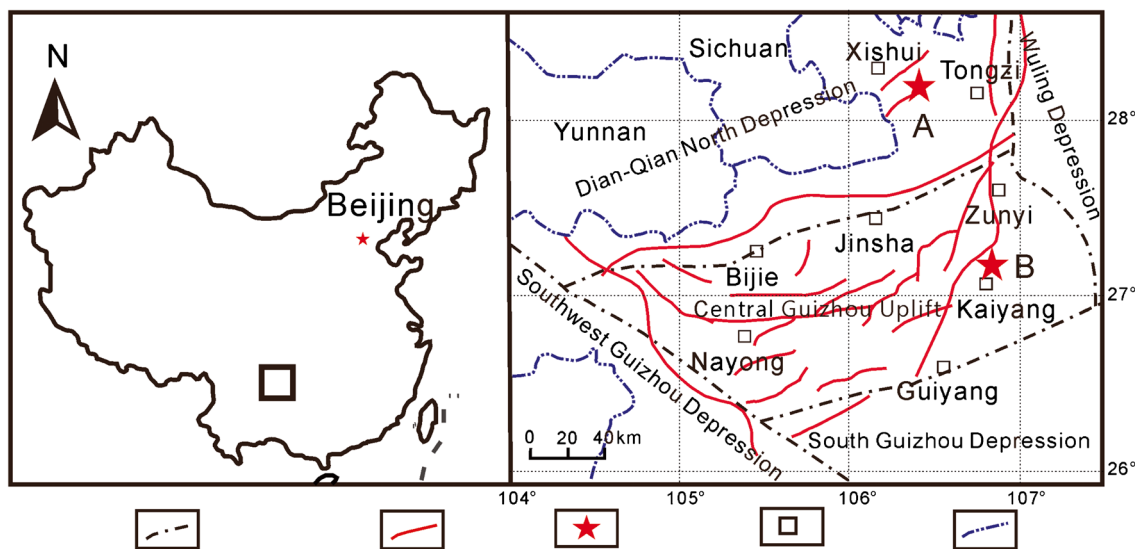 N
Beijing
Sichuan
Xishui
Tongzi
Wuling Depression
A
28°
Yunnan
Dian-Qian North Depression
Zunyi
Jinsha
B
Bijie
27°
Central Guizhou Uplift
Kaiyang
Southwest Guizhou Depression
Nayong
Guiyang
0 20 40km
South Guizhou Depression
26°
104° 105° 106° 107°